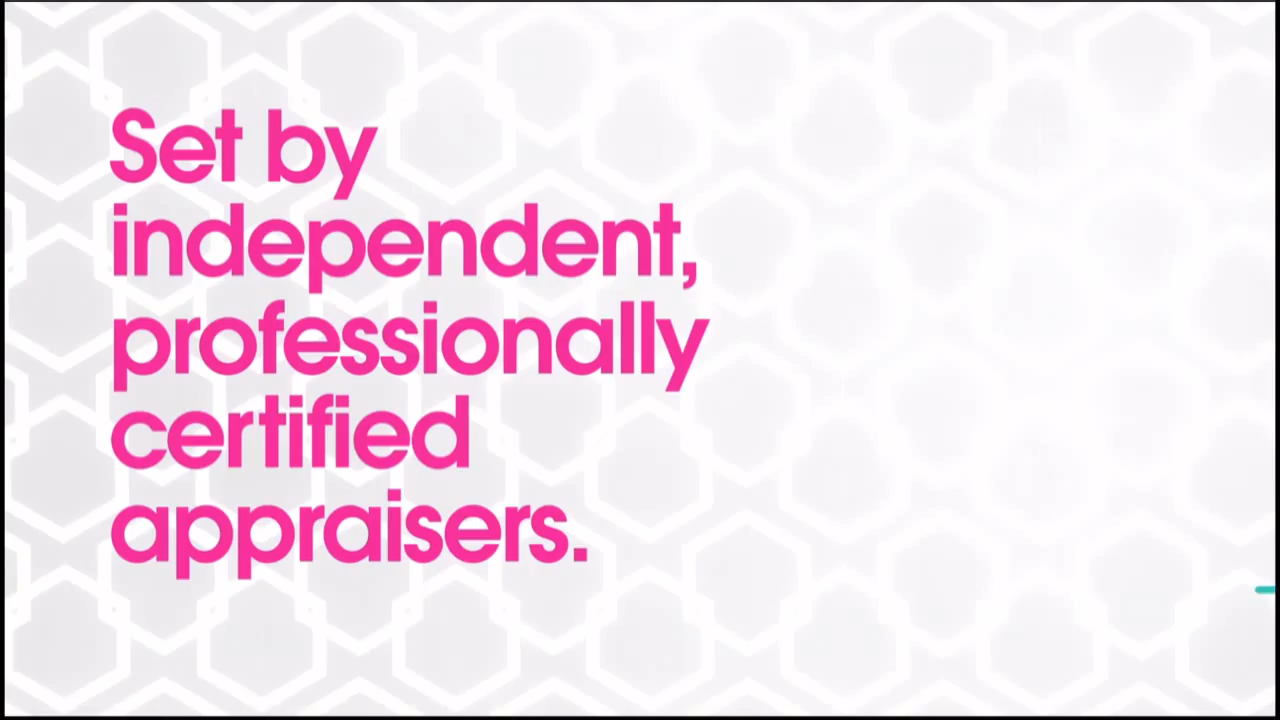 Set by
independent,
professionally
certified
appraisers.